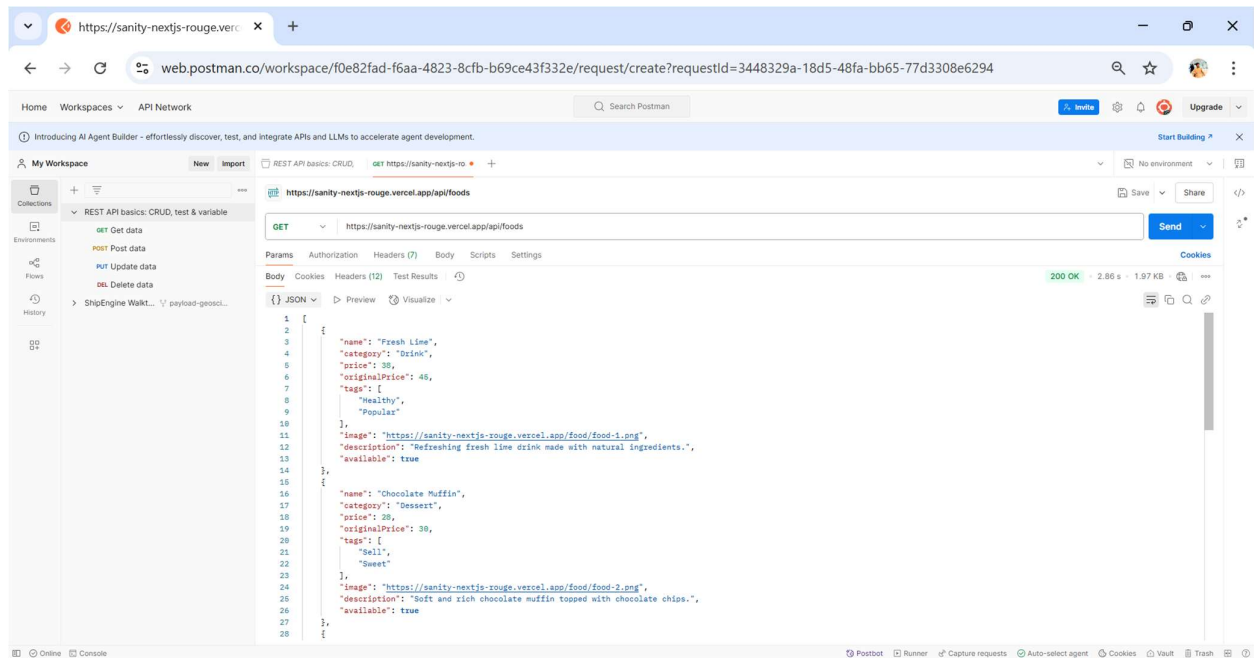 https://sanity-nextjs-rouge.verc
web.postman.co/workspace/f0e82fad-f6aa-4823-8cfb-b69ce43f332e/request/create?requestId=3448329a-18d5-48fa-bb65-77d3308e6294
Home Workspaces API Network Search Postman Invite Upgrade
Introducing AI Agent Builder - effortlessly discover, test, and integrate APIs and LLMs to accelerate agent development. Start Building
My Workspace New Import REST API basics: CRUD, GET https://sanity-nextjs-ro No environment
Collections
Environments
Flows
History
REST API basics: CRUD, test & variable
GET Get data
POST Post data
PUT Update data
DEL Delete data
ShipEngine Walkt... payload-geosci...
HTTP https://sanity-nextjs-rouge.vercel.app/api/foods Save Share
GET https://sanity-nextjs-rouge.vercel.app/api/foods Send
Params Authorization Headers (7) Body Scripts Settings Cookies
Body Cookies Headers (12) Test Results 200 OK 2.86 s 1.97 KB
{} JSON Preview Visualize
1 [
2 {
3 "name": "Fresh Lime",
4 "category": "Drink",
5 "price": 38,
6 "originalPrice": 45,
7 "tags": [
8 "Healthy",
9 "Popular"
10 ],
11 "image": "https://sanity-nextjs-rouge.vercel.app/food/food-1.png",
12 "description": "Refreshing fresh lime drink made with natural ingredients.",
13 "available": true
14 },
15 {
16 "name": "Chocolate Muffin",
17 "category": "Dessert",
18 "price": 28,
19 "originalPrice": 30,
20 "tags": [
21 "Sell",
22 "Sweet"
23 ],
24 "image": "https://sanity-nextjs-rouge.vercel.app/food/food-2.png",
25 "description": "Soft and rich chocolate muffin topped with chocolate chips.",
26 "available": true
27 },
28 {
Online Console Postbot Runner Capture requests Auto-select agent Cookies Vault Trash